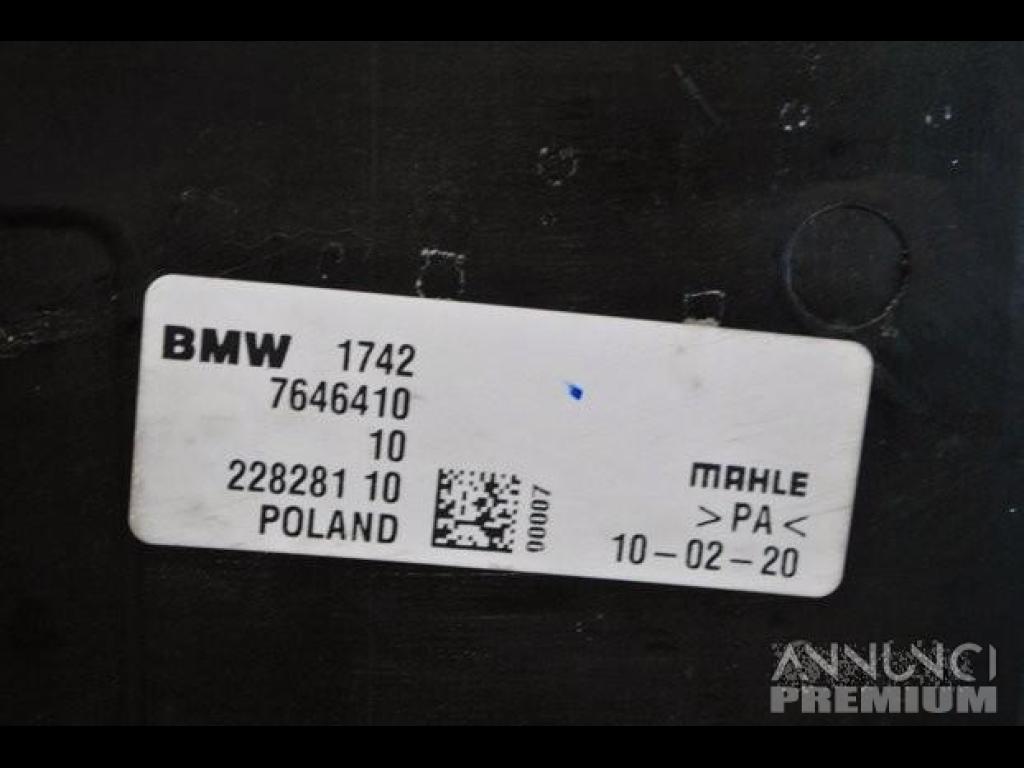 BMW 1742
7646410
10
228281 10
POLAND
00007
MAHLE
>PA<
10-02-20
ANNUNCI
PREMIUM